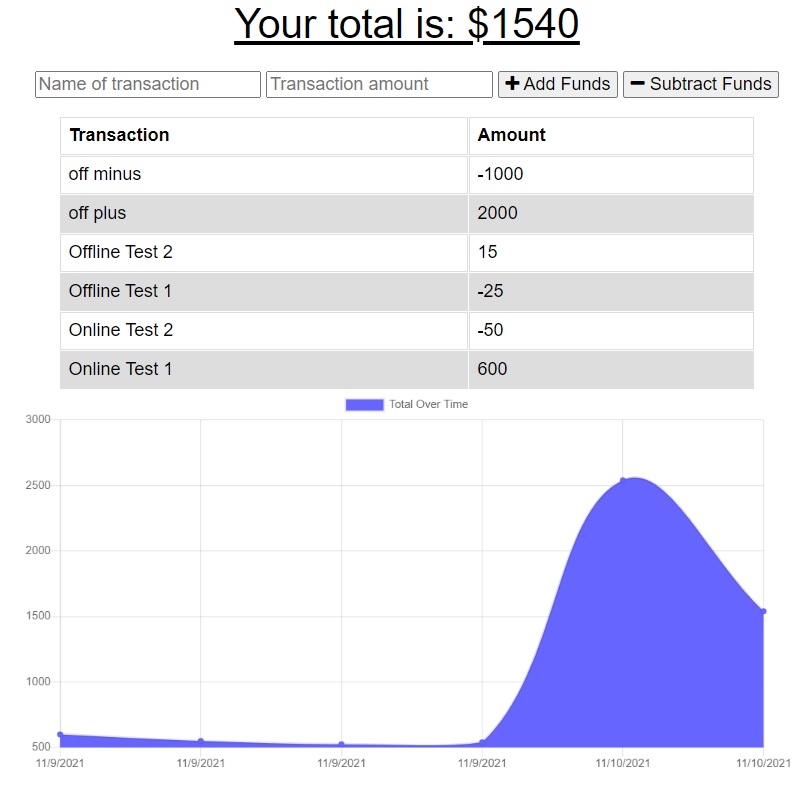 Your total is: $1540
Name of transaction Transaction amount + Add Funds − Subtract Funds
Transaction Amount
off minus -1000
off plus 2000
Offline Test 2 15
Offline Test 1 -25
Online Test 2 -50
Online Test 1 600
Total Over Time
3000
2500
2000
1500
1000
500
11/9/2021 11/9/2021 11/9/2021 11/9/2021 11/10/2021 11/10/2021